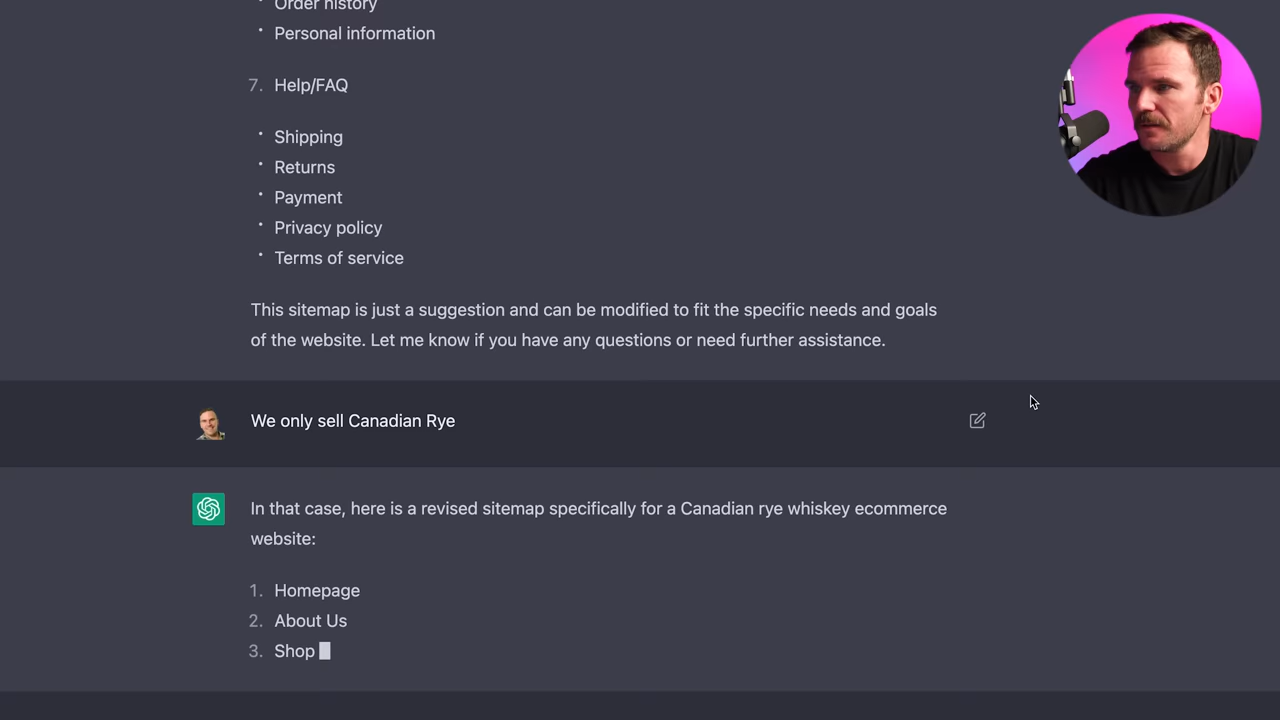 Order history
Personal information
7. Help/FAQ
Shipping
Returns
Payment
Privacy policy
Terms of service
This sitemap is just a suggestion and can be modified to fit the specific needs and goals
of the website. Let me know if you have any questions or need further assistance.
We only sell Canadian Rye
In that case, here is a revised sitemap specifically for a Canadian rye whiskey ecommerce
website:
1. Homepage
2. About Us
3. Shop